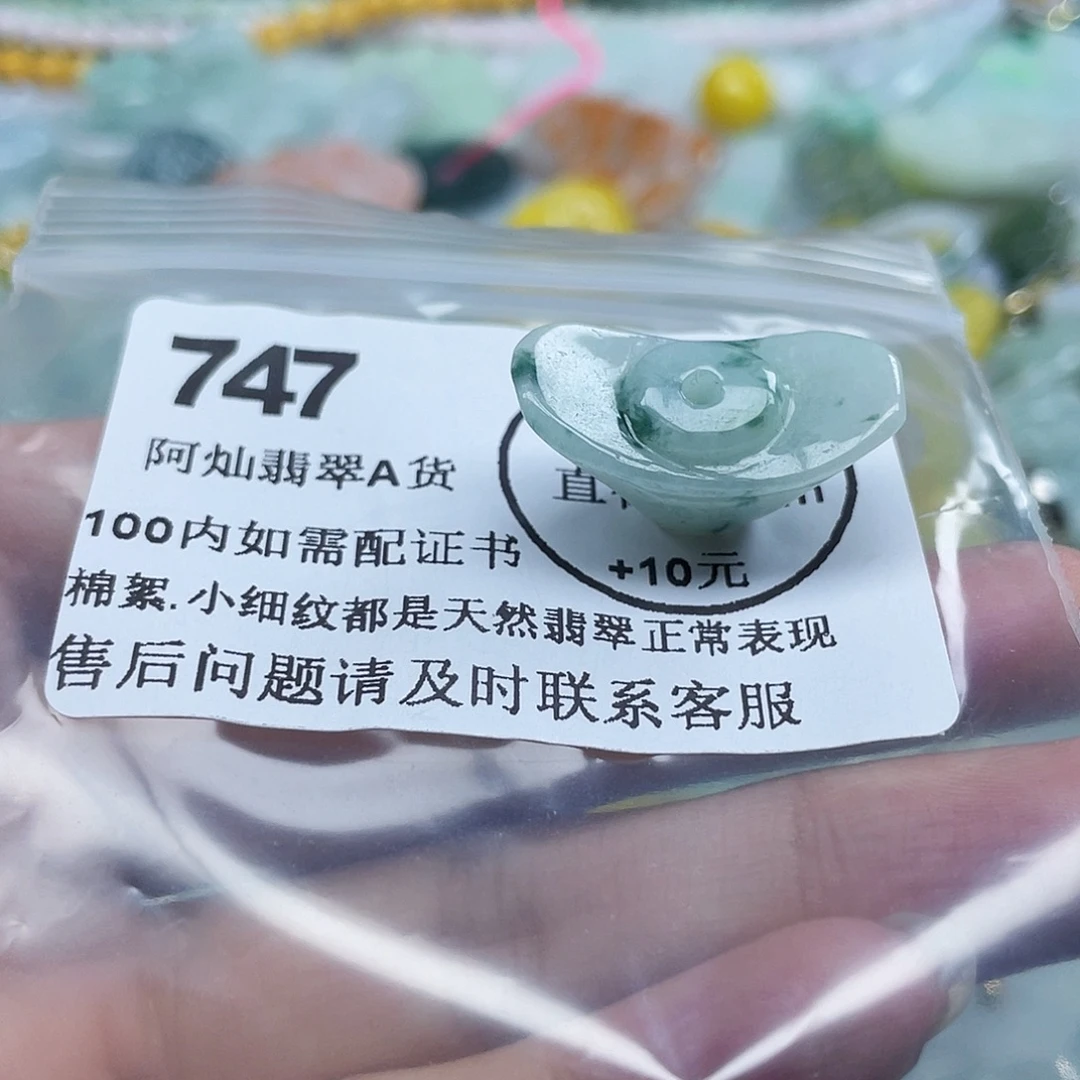 747
阿灿翡翠A货
直
100内如需配证书
+10元
棉絮.小细纹都是天然翡翠正常表现
售后问题请及时联系客服